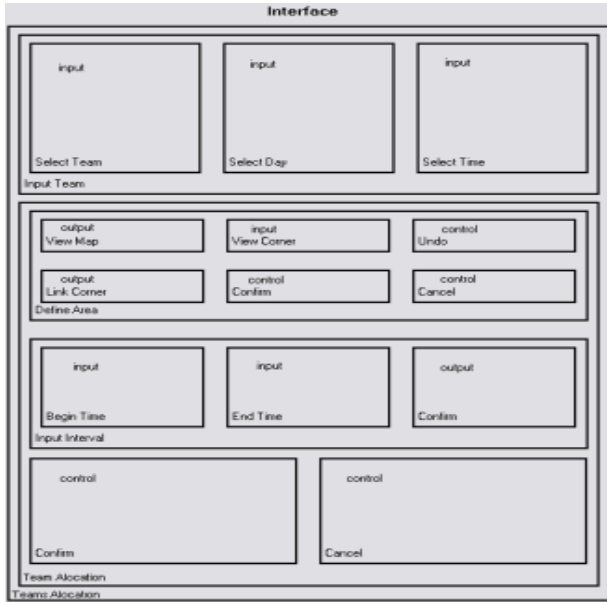 Interface
input
input
input
Select Team
Select Day
Select Time
Input Team
output
View Map
input
View Corner
control
Undo
output
Link Corner
control
Confirm
control
Cancel
Define Area
input
Begin Time
input
End Time
output
Confirm
Input Interval
control
Confirm
control
Cancel
Team Alocation
Teams Alocation